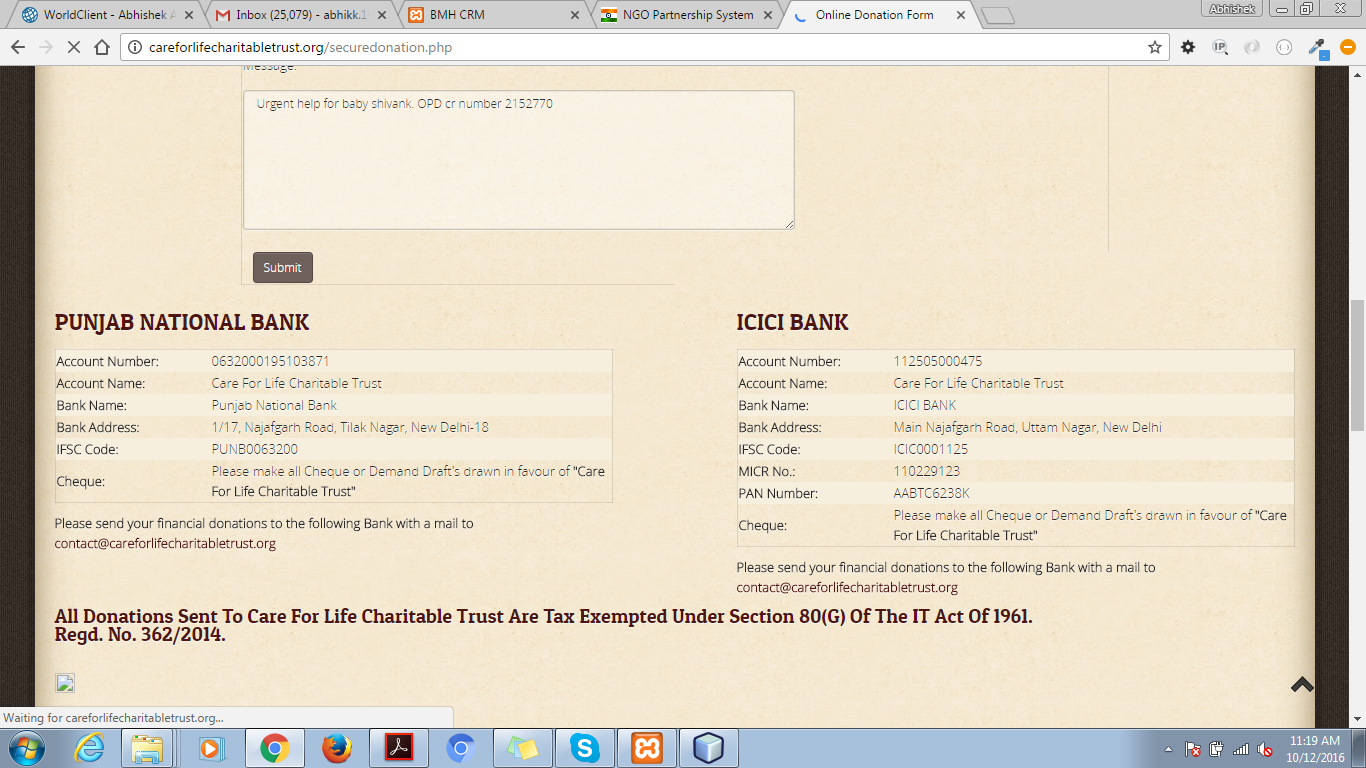 WorldClient - Abhishek A
Inbox (25,079) - abhikk.1
BMH CRM
NGO Partnership System
Online Donation Form
Abhishek
careforlifecharitabletrust.org/securedonation.php
IP
Message:
Urgent help for baby shivank. OPD cr number 2152770
Submit
PUNJAB NATIONAL BANK
Account Number: 0632000195103871
Account Name: Care For Life Charitable Trust
Bank Name: Punjab National Bank
Bank Address: 1/17, Najafgarh Road, Tilak Nagar, New Delhi-18
IFSC Code: PUNB0063200
Cheque: Please make all Cheque or Demand Draft's drawn in favour of "Care
For Life Charitable Trust"
Please send your financial donations to the following Bank with a mail to
contact@careforlifecharitabletrust.org
ICICI BANK
Account Number: 112505000475
Account Name: Care For Life Charitable Trust
Bank Name: ICICI BANK
Bank Address: Main Najafgarh Road, Uttam Nagar, New Delhi
IFSC Code: ICIC0001125
MICR No.: 110229123
PAN Number: AABTC6238K
Cheque: Please make all Cheque or Demand Draft's drawn in favour of "Care
For Life Charitable Trust"
Please send your financial donations to the following Bank with a mail to
contact@careforlifecharitabletrust.org
All Donations Sent To Care For Life Charitable Trust Are Tax Exempted Under Section 80(G) Of The IT Act Of 1961.
Regd. No. 362/2014.
Waiting for careforlifecharitabletrust.org...
11:19 AM
10/12/2016